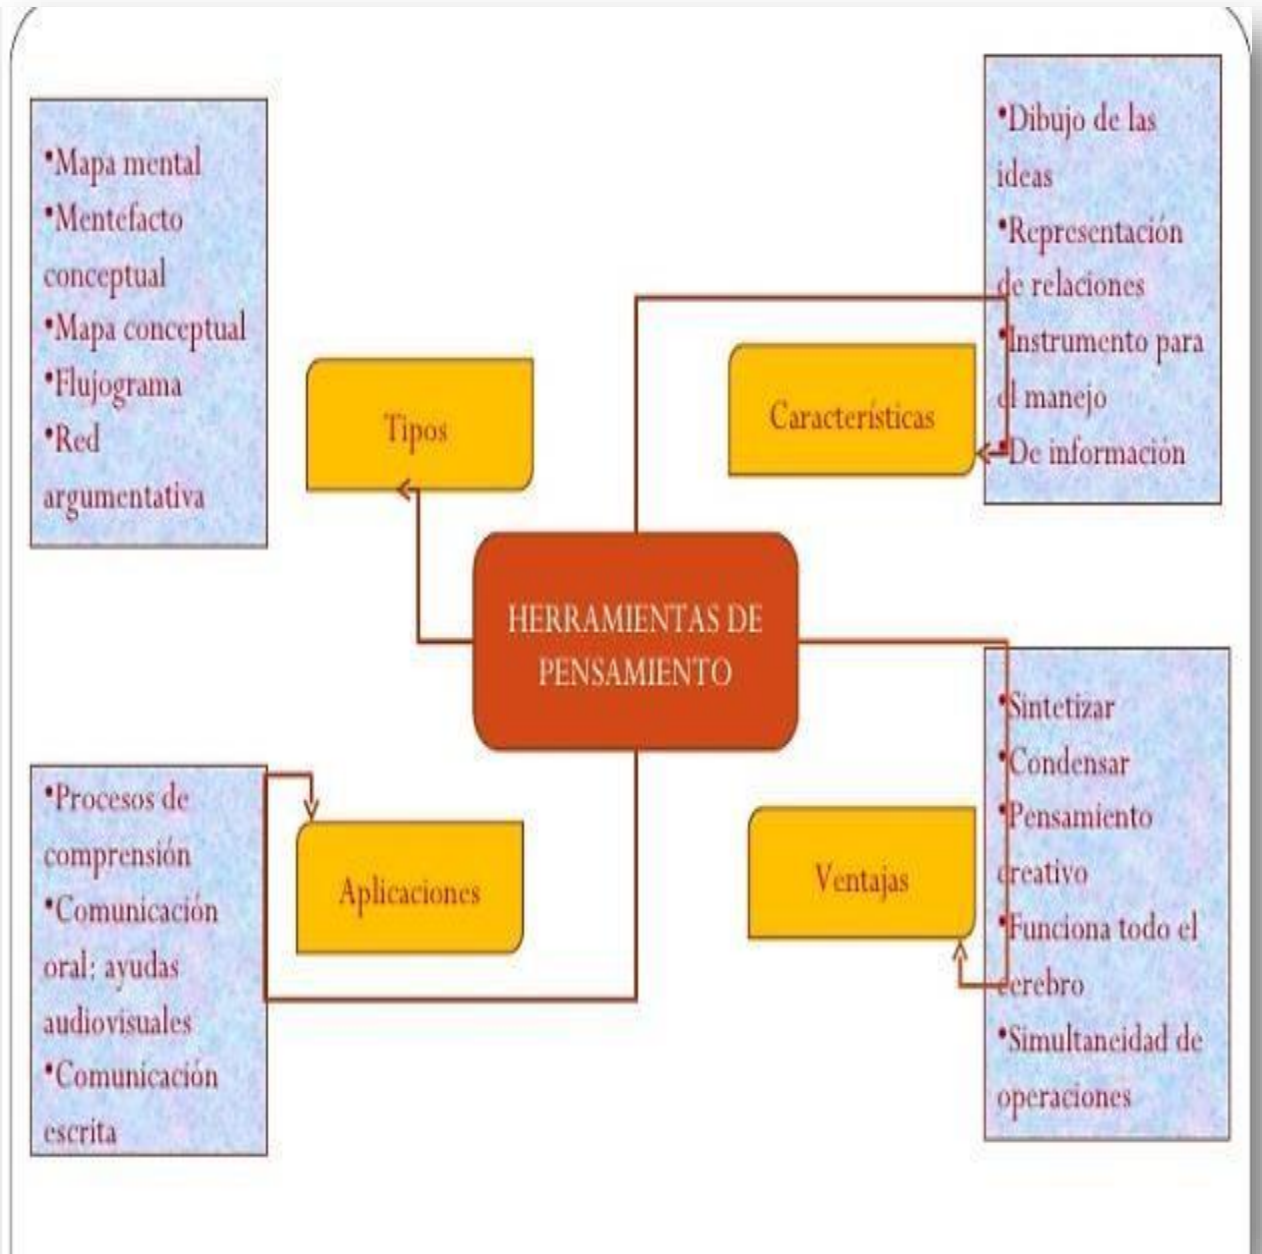 •Mapa mental
•Mentefacto
conceptual
•Mapa conceptual
•Flujograma
•Red
argumentativa
Tipos
Características
•Dibujo de las
ideas
•Representación
de relaciones
•Instrumento para
el manejo
•De información
HERRAMIENTAS DE
PENSAMIENTO
•Procesos de
comprensión
•Comunicación
oral: ayudas
audiovisuales
•Comunicación
escrita
Aplicaciones
Ventajas
•Sintetizar
•Condensar
•Pensamiento
creativo
•Funciona todo el
cerebro
•Simultaneidad de
operaciones